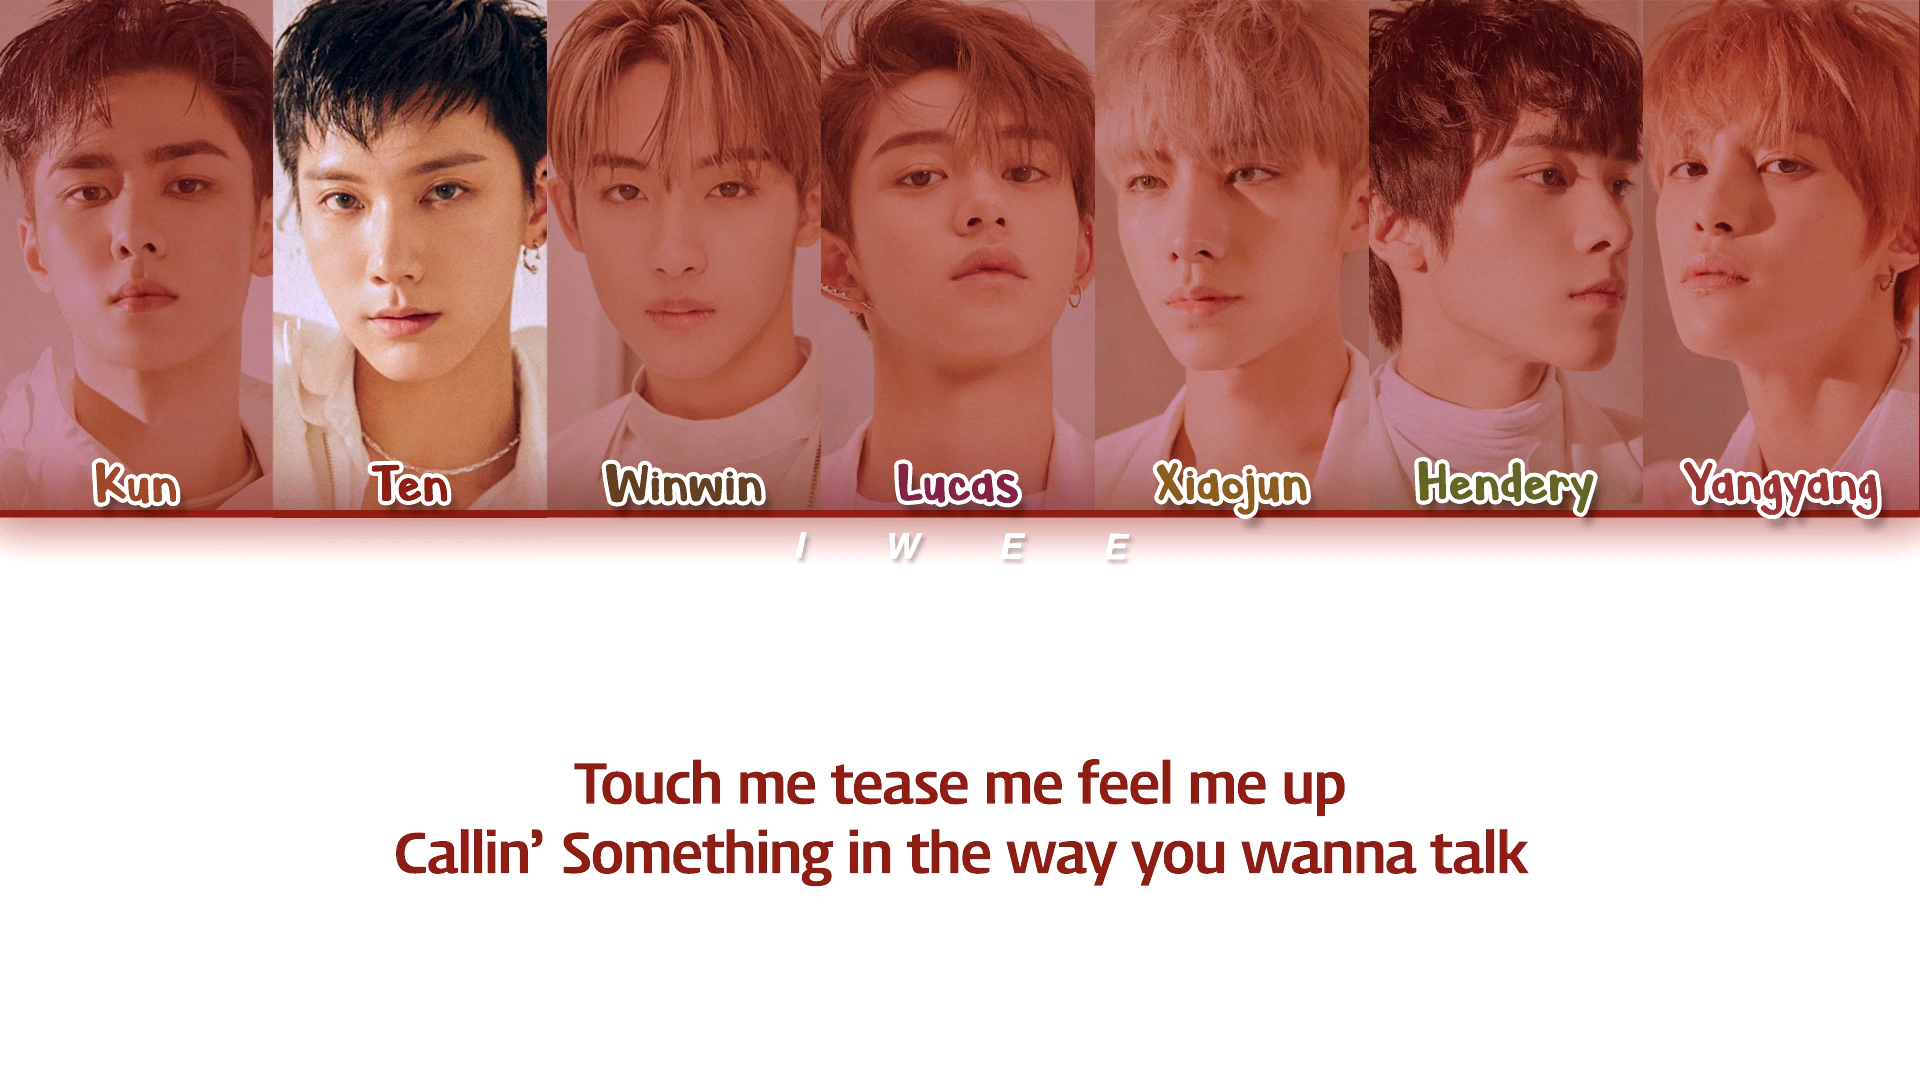 Kun Ten Winwin Lucas Xiaojun Hendery Yangyang
I W E E
Touch me tease me feel me up
Callin’ Something in the way you wanna talk